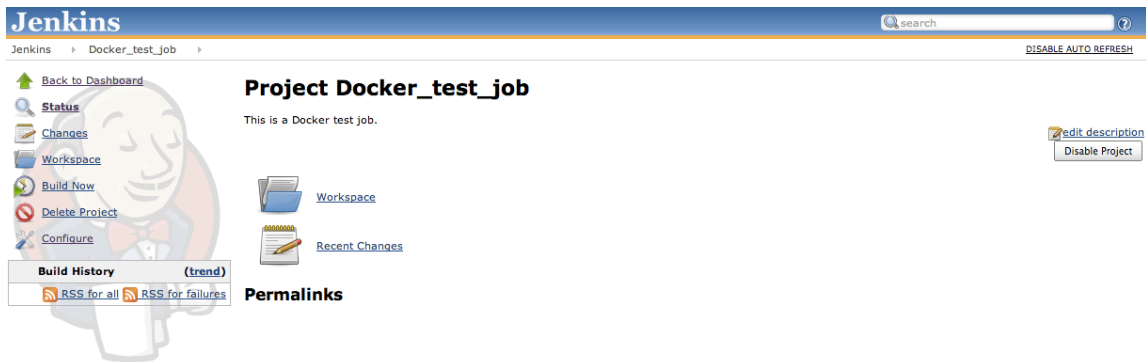 Jenkins
search
Jenkins Docker_test_job
DISABLE AUTO REFRESH
Back to Dashboard
Status
Changes
Workspace
Build Now
Delete Project
Configure
Build History (trend)
RSS for all RSS for failures
Project Docker_test_job
This is a Docker test job.
edit description
Disable Project
Workspace
Recent Changes
Permalinks